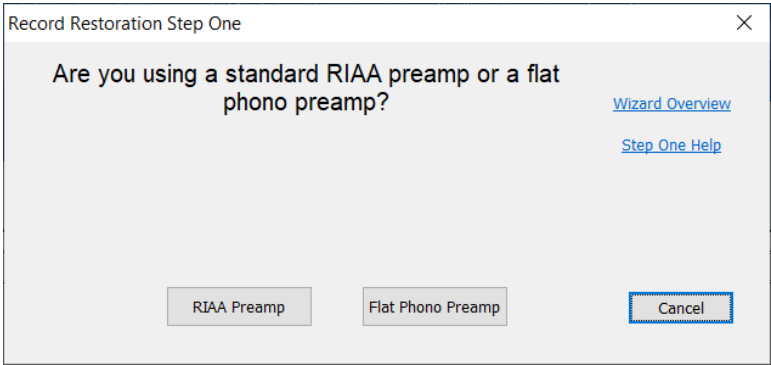 Record Restoration Step One
Are you using a standard RIAA preamp or a flat
phono preamp?
Wizard Overview
Step One Help
RIAA Preamp
Flat Phono Preamp
Cancel